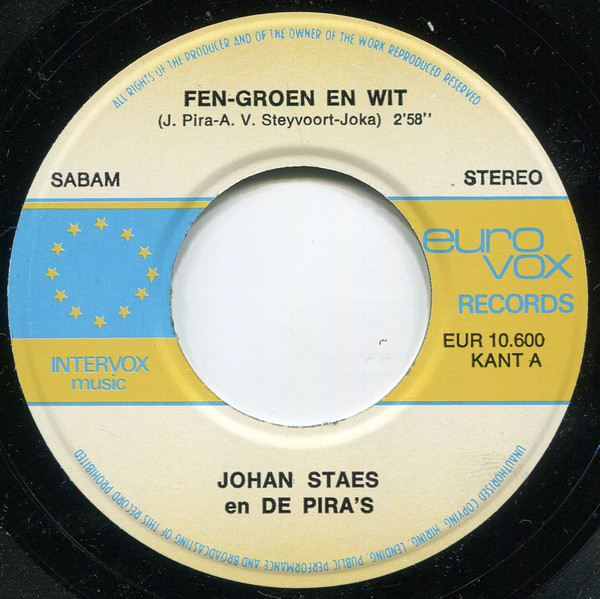 ALL RIGHTS OF THE PRODUCER AND OF THE OWNER OF THE WORK REPRODUCED RESERVED
FEN-GROEN EN WIT
(J. Pira-A. V. Steyvoort-Joka) 2'58''
SABAM
STEREO
euro
vox
RECORDS
EUR 10.600
KANT A
INTERVOX
music
JOHAN STAES
en DE PIRA'S
UNAUTHORISED COPYING, HIRING, LENDING, PUBLIC PERFORMANCE AND BROADCASTING OF THIS RECORD PROHIBITED